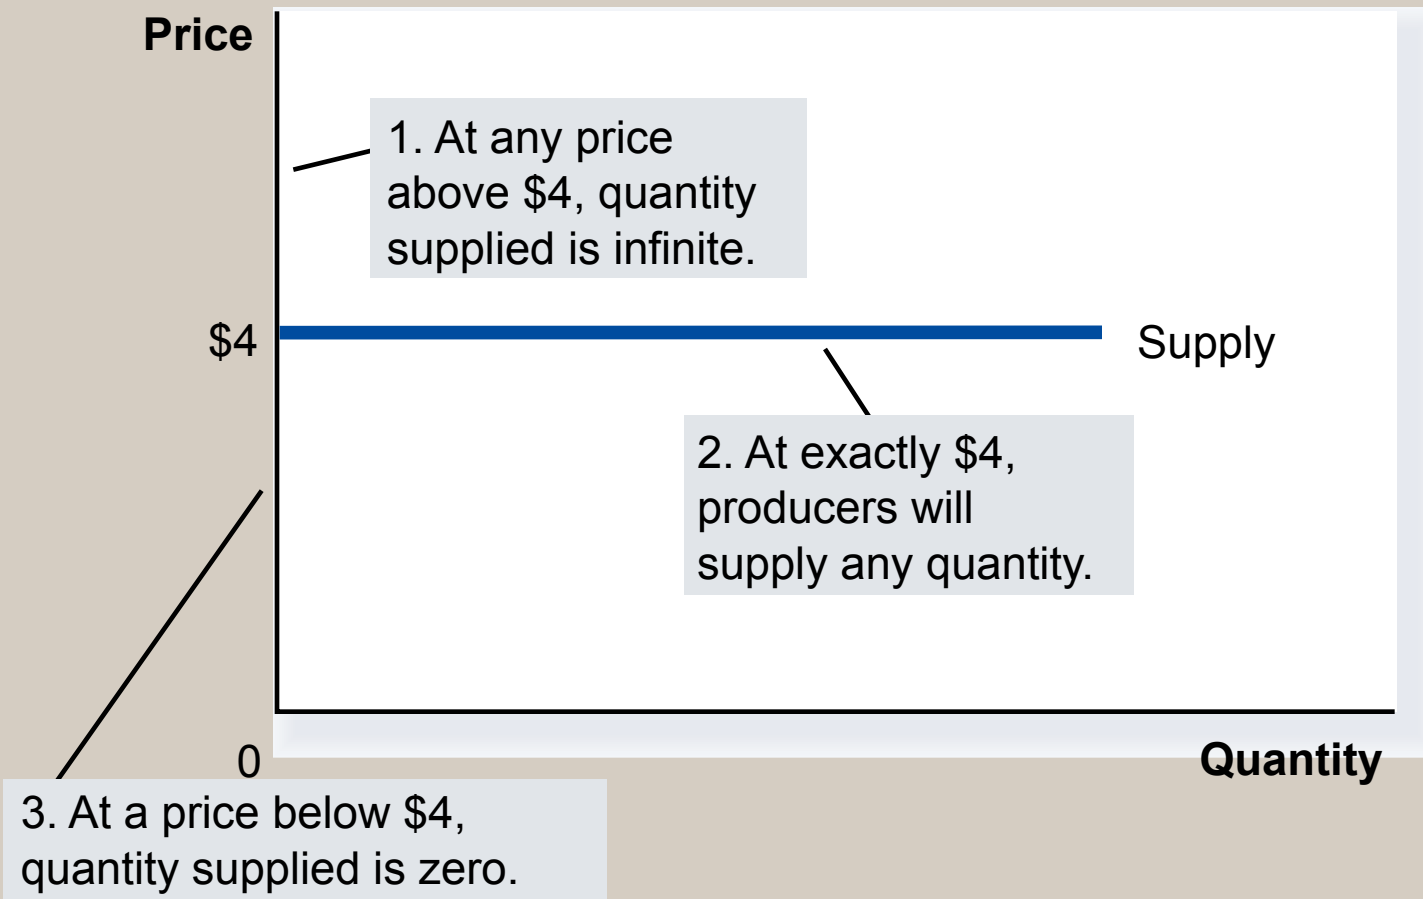 Price
1. At any price
above $4, quantity
supplied is infinite.
$4
Supply
2. At exactly $4,
producers will
supply any quantity.
0
Quantity
3. At a price below $4,
quantity supplied is zero.